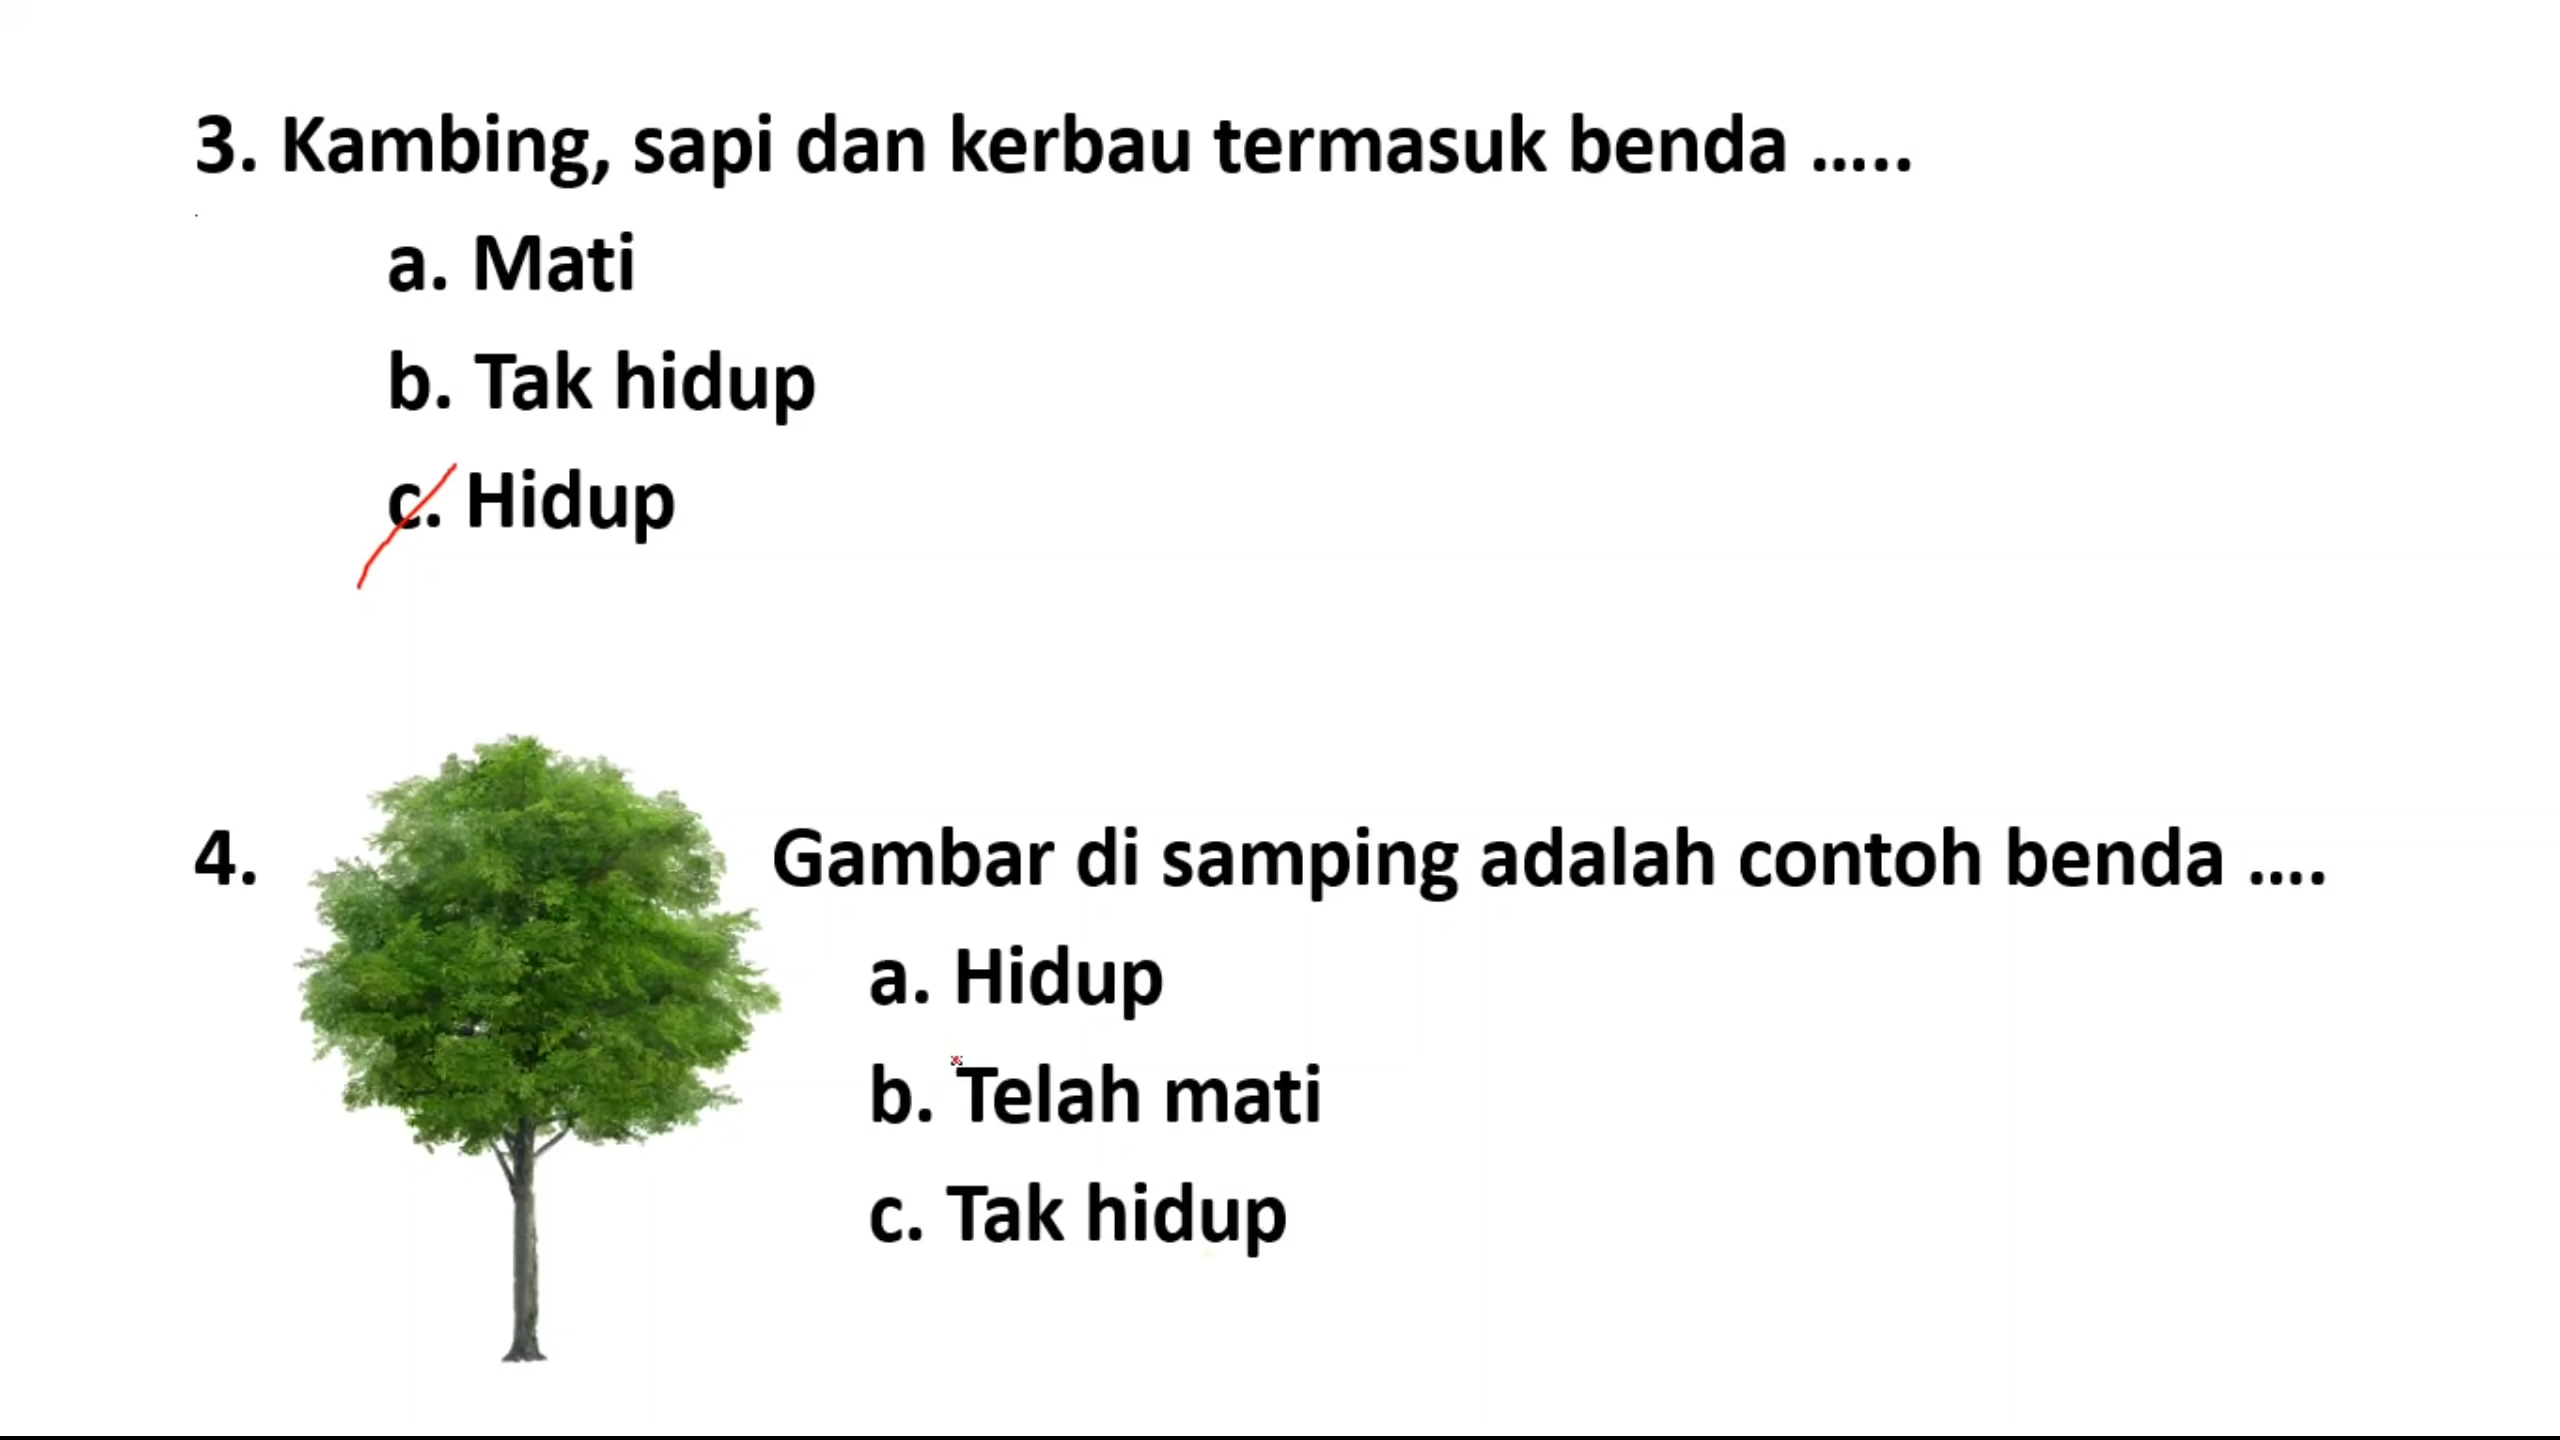 3. Kambing, sapi dan kerbau termasuk benda .....
a. Mati
b. Tak hidup
c. Hidup
4. Gambar di samping adalah contoh benda ....
a. Hidup
b. Telah mati
c. Tak hidup